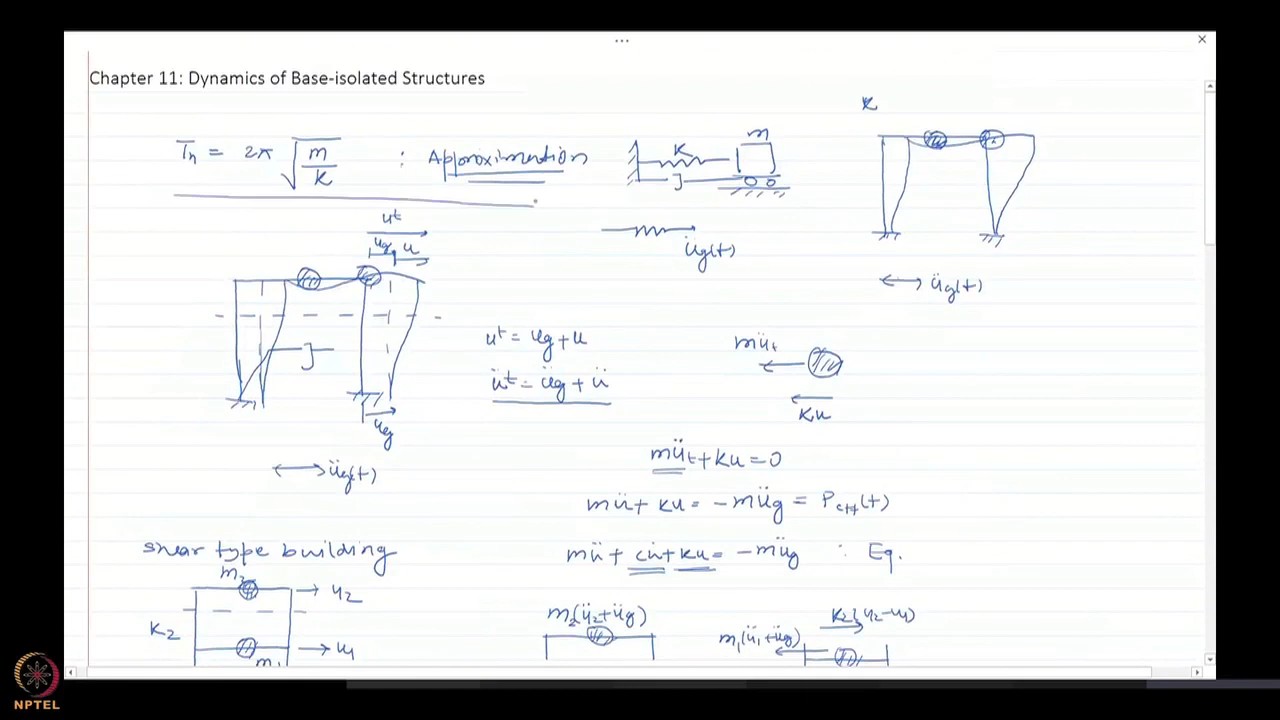 Chapter 11: Dynamics of Base-isolated Structures
Tn = 2π √(m/k) : Approximention
K
m
K
üg(t)
üg(t)
uᵗ
ug u
uᵗ = ug + u
üᵗ = üg + ü
ug
üg(t)
müt
Ku
müt + Ku = 0
mü + Ku = -müg = Peff(t)
mü + cu̇ + Ku = -müg : Eq.
shear type building
m2
u2
K2
u1
m1
m2(ü2+üg)
m1(ü1+üg)
K2(u2-u1)
NPTEL